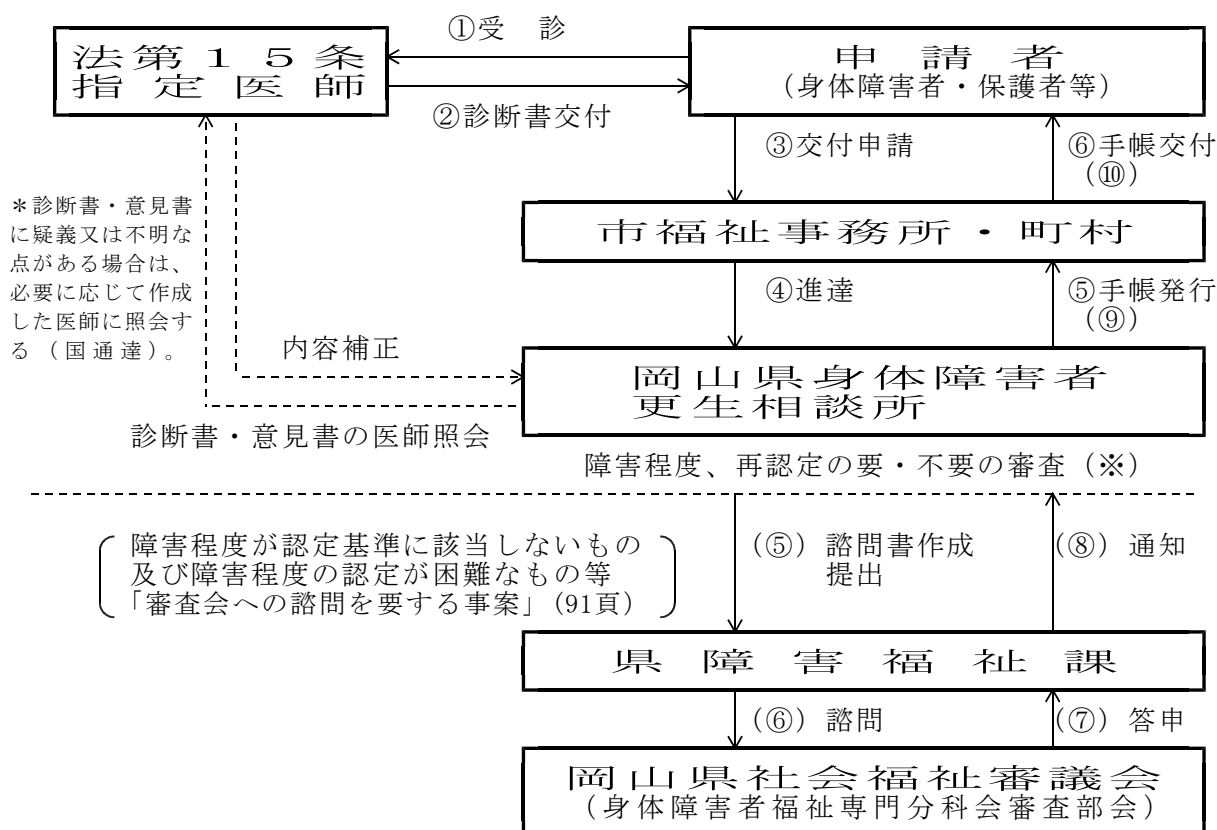 ①受　診
法第１５条
指定医師
申請者
(身体障害者・保護者等)
②診断書交付
③交付申請
⑥手帳交付
(⑩)
＊診断書・意見書
に疑義又は不明な
点がある場合は、
必要に応じて作成
した医師に照会す
る（国通達）。
市福祉事務所・町村
④進達
⑤手帳発行
(⑨)
内容補正
岡山県身体障害者
更生相談所
診断書・意見書の医師照会
障害程度、再認定の要・不要の審査（※）
障害程度が認定基準に該当しないもの
及び障害程度の認定が困難なもの等
「審査会への諮問を要する事案」(91頁)
(⑤) 諮問書作成
提出
(⑧) 通知
県障害福祉課
(⑥) 諮問
(⑦) 答申
岡山県社会福祉審議会
(身体障害者福祉専門分科会審査部会)